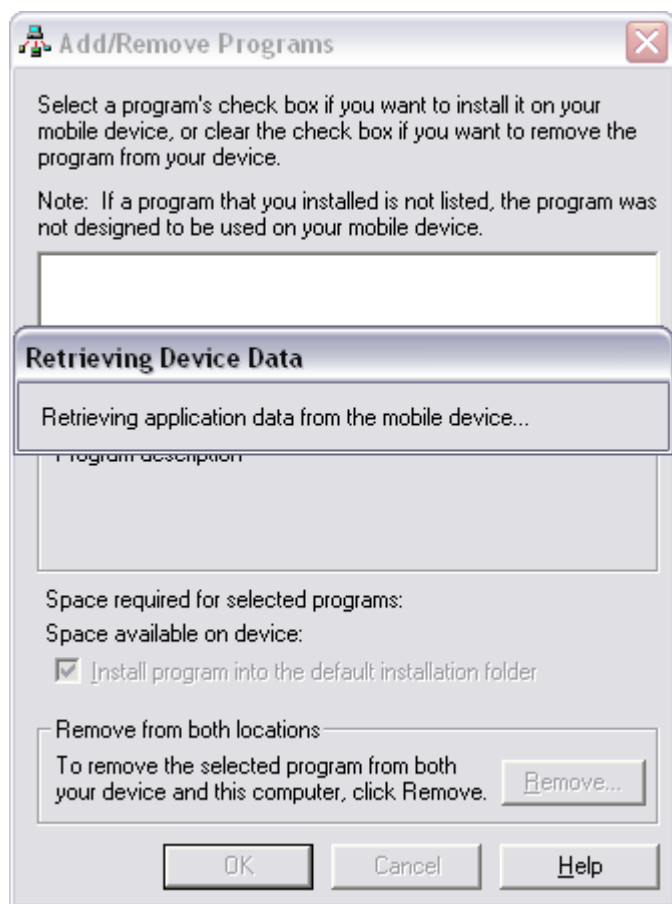 Add/Remove Programs
Select a program's check box if you want to install it on your
mobile device, or clear the check box if you want to remove the
program from your device.
Note:  If a program that you installed is not listed, the program was
not designed to be used on your mobile device.
Retrieving Device Data
Retrieving application data from the mobile device...
Program description
Space required for selected programs:
Space available on device:
Install program into the default installation folder
Remove from both locations
To remove the selected program from both
your device and this computer, click Remove.
Remove...
OK
Cancel
Help